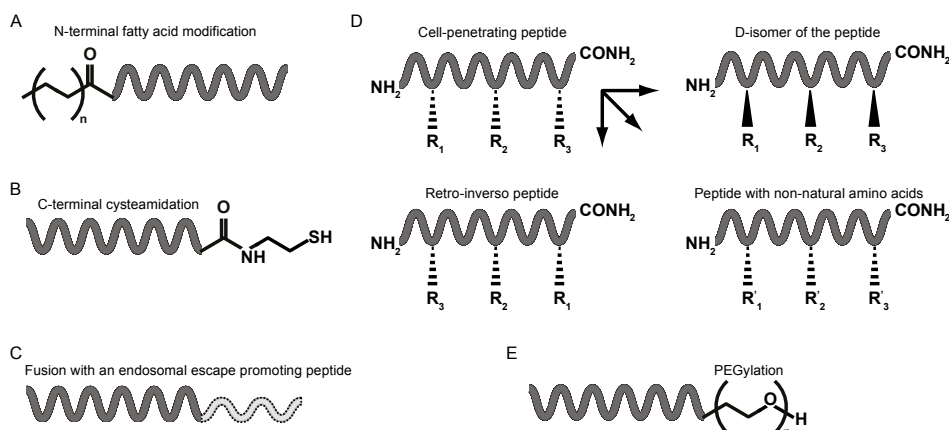 A
N-terminal fatty acid modification
O
n
B
C-terminal cysteamidation
O
NH
SH
C
Fusion with an endosomal escape promoting peptide
D
Cell-penetrating peptide
NH₂
CONH₂
R₁ R₂ R₃
D-isomer of the peptide
NH₂
CONH₂
R₁ R₂ R₃
Retro-inverso peptide
NH₂
CONH₂
R₃ R₂ R₁
Peptide with non-natural amino acids
NH₂
CONH₂
R'₁ R'₂ R'₃
E
PEGylation
O
H
n